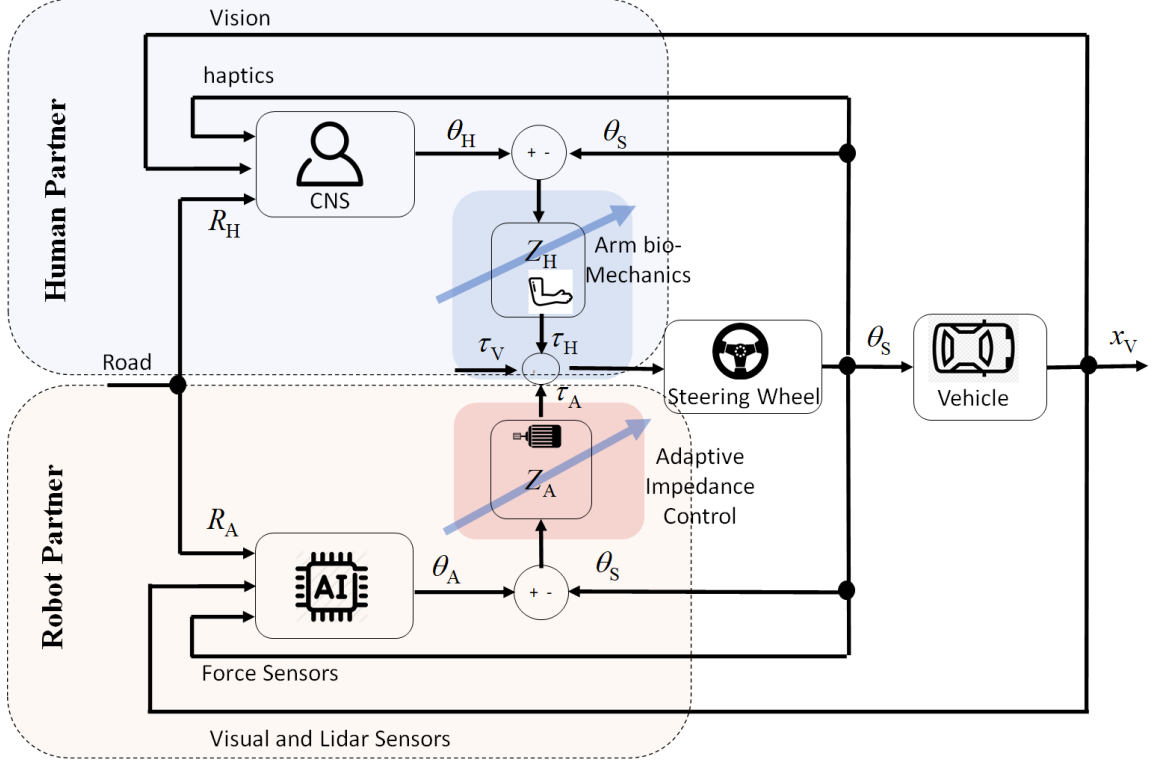 Vision
haptics
Human Partner
θH
θS
+ -
CNS
RH
ZH
Arm bio-
Mechanics
τV
τH
Road
θS
xV
Steering Wheel
Vehicle
τA
Robot Partner
ZA
Adaptive
Impedance
Control
RA
AI
θA
θS
+ -
Force Sensors
Visual and Lidar Sensors